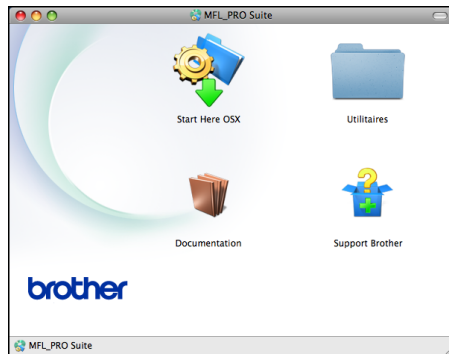 MFL_PRO Suite
Start Here OSX
Utilitaires
Documentation
Support Brother
brother
MFL_PRO Suite